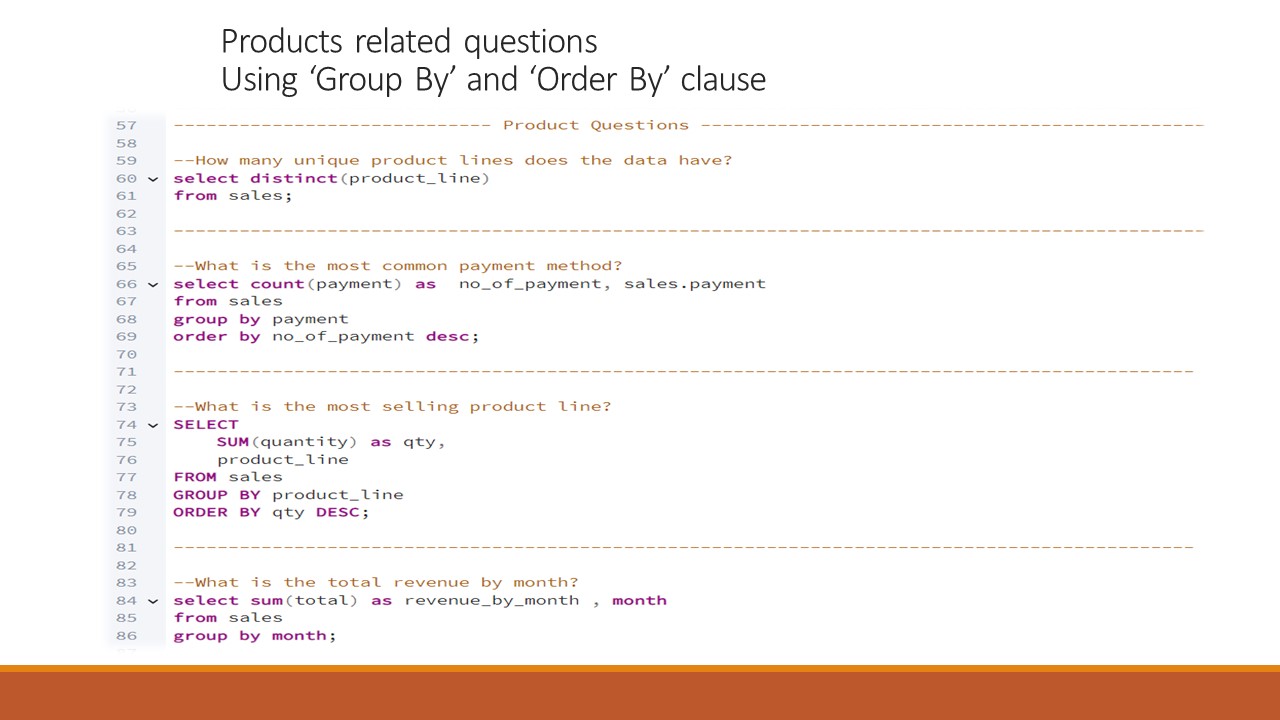 Products related questions
Using ‘Group By’ and ‘Order By’ clause
57 ----------------------------- Product Questions ----------------------------------------------
58
59 --How many unique product lines does the data have?
60 select distinct(product_line)
61 from sales;
62
63 ----------------------------------------------------------------------------------------------
64
65 --What is the most common payment method?
66 select count(payment) as  no_of_payment, sales.payment
67 from sales
68 group by payment
69 order by no_of_payment desc;
70
71 ---------------------------------------------------------------------------------------------
72
73 --What is the most selling product line?
74 SELECT
75     SUM(quantity) as qty,
76     product_line
77 FROM sales
78 GROUP BY product_line
79 ORDER BY qty DESC;
80
81 ---------------------------------------------------------------------------------------------
82
83 --What is the total revenue by month?
84 select sum(total) as revenue_by_month , month
85 from sales
86 group by month;